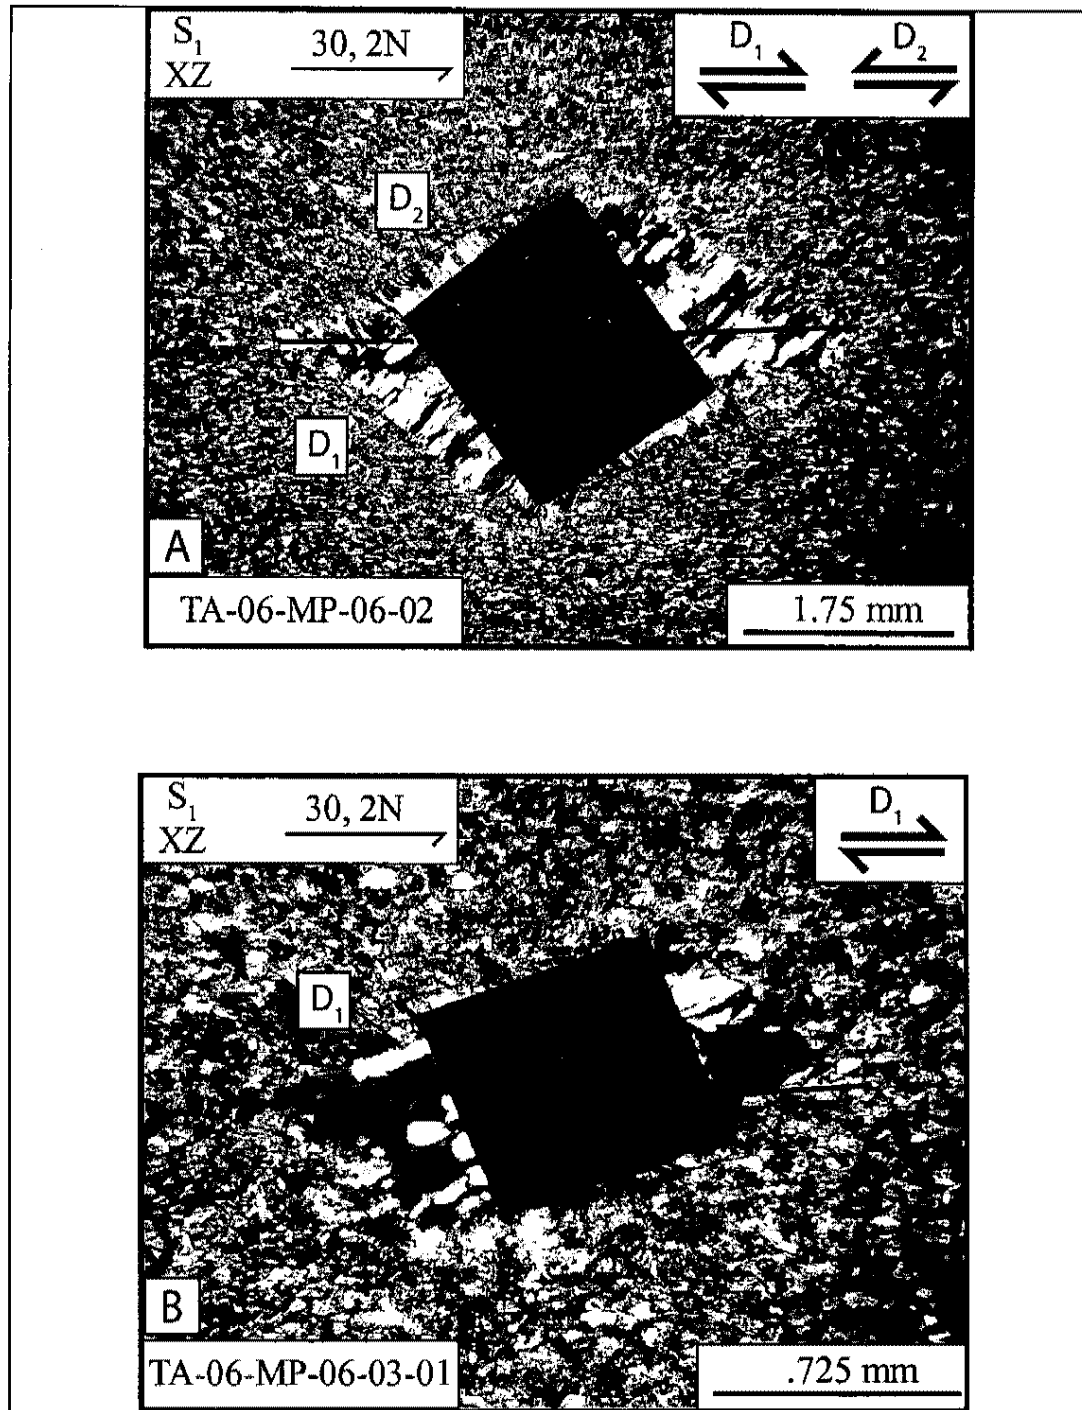 S₁
XZ
30, 2N
D₁ D₂
D₂
D₁
A
TA-06-MP-06-02
1.75 mm
S₁
XZ
30, 2N
D₁
D₁
B
TA-06-MP-06-03-01
.725 mm